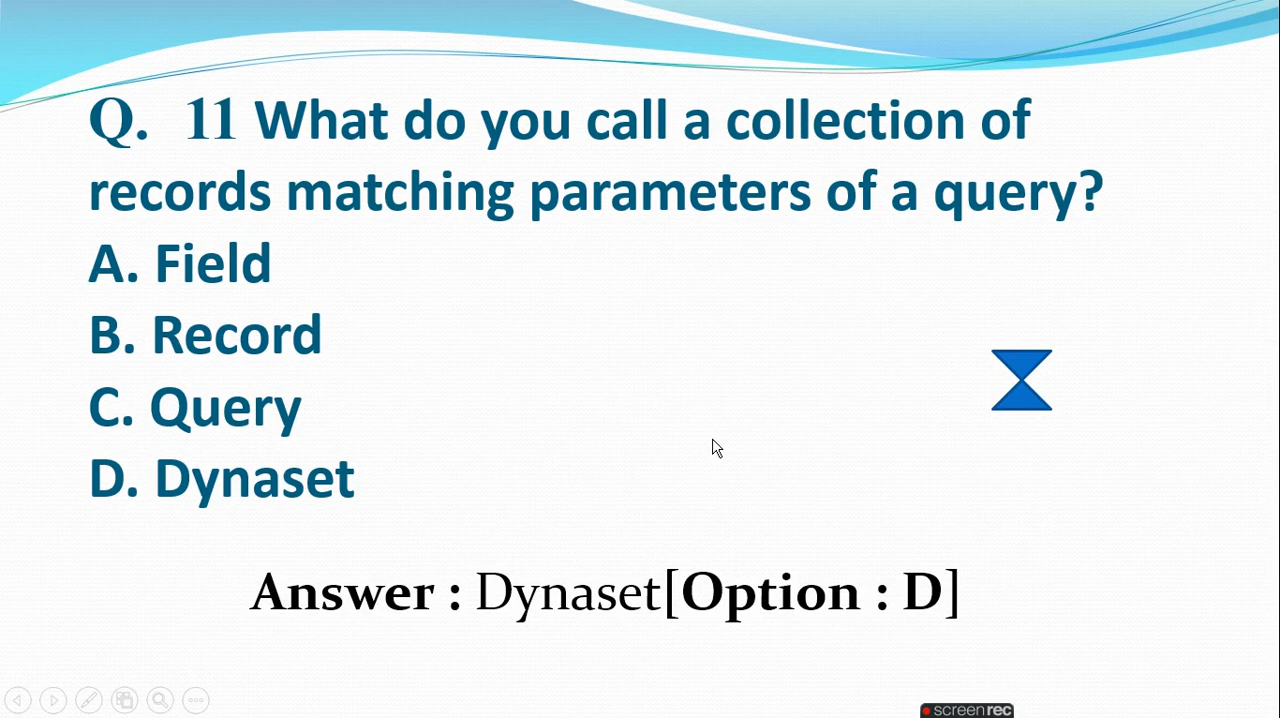 Q. 11 What do you call a collection of
records matching parameters of a query?
A. Field
B. Record
C. Query
D. Dynaset
Answer : Dynaset[Option : D]
screenrec